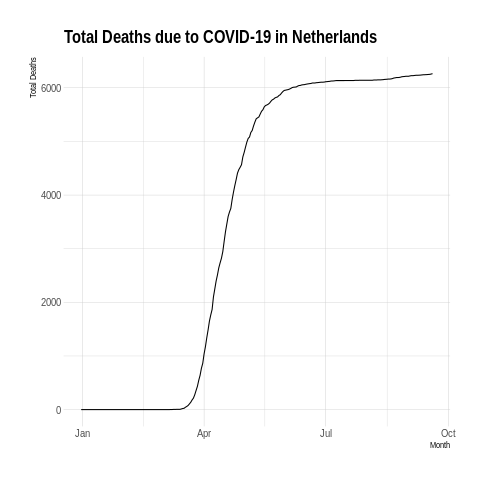 Total Deaths due to COVID-19 in Netherlands
Total Deaths
6000
4000
2000
0
Jan Apr Jul Oct
Month